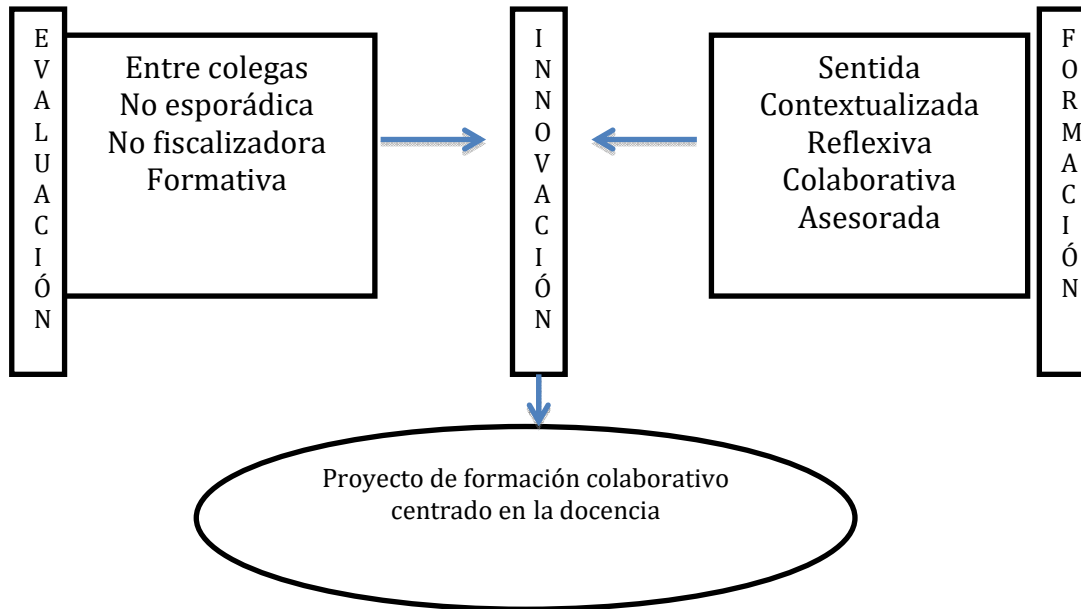 EVALUACIÓN
Entre colegas
No esporádica
No fiscalizadora
Formativa
INNOVACIÓN
Sentida
Contextualizada
Reflexiva
Colaborativa
Asesorada
FORMACIÓN
Proyecto de formación colaborativo
centrado en la docencia